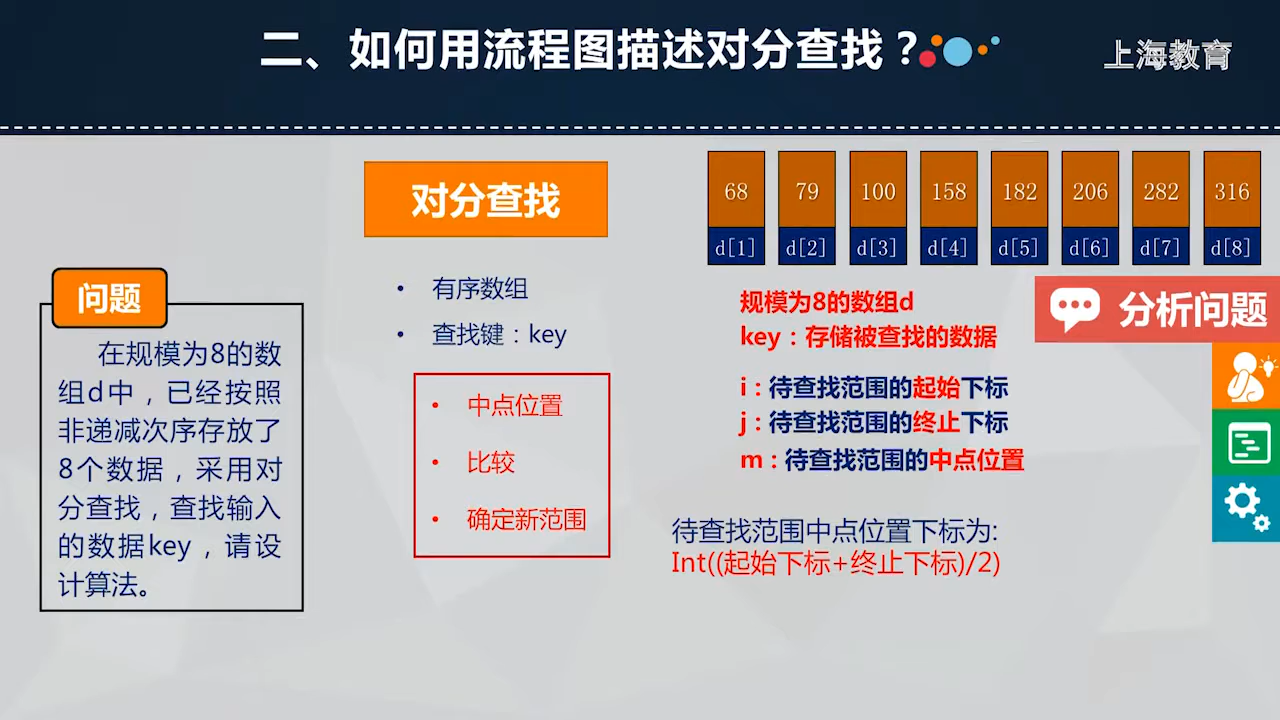 二、如何用流程图描述对分查找？
上海教育
对分查找
68 79 100 158 182 206 282 316
d[1] d[2] d[3] d[4] d[5] d[6] d[7] d[8]
问题
在规模为8的数
组d中，已经按照
非递减次序存放了
8个数据，采用对
分查找，查找输入
的数据key，请设
计算法。
• 有序数组
• 查找键：key
• 中点位置
• 比较
• 确定新范围
规模为8的数组d
key：存储被查找的数据
i：待查找范围的起始下标
j：待查找范围的终止下标
m：待查找范围的中点位置
待查找范围中点位置下标为:
Int((起始下标+终止下标)/2)
分析问题